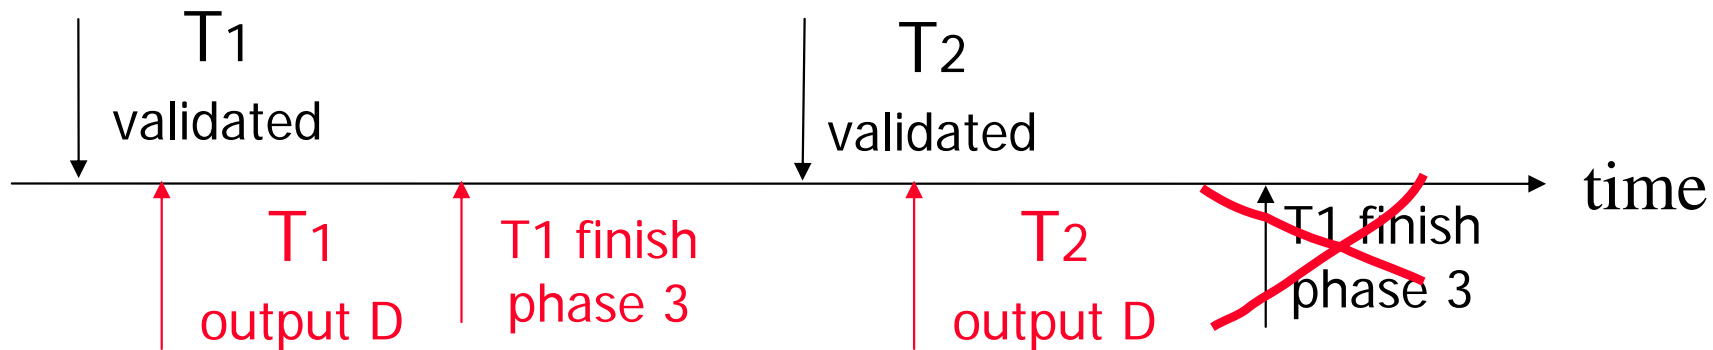 T1
validated
T2
validated
time
T1
output D
T1 finish
phase 3
T2
output D
T1 finish
phase 3